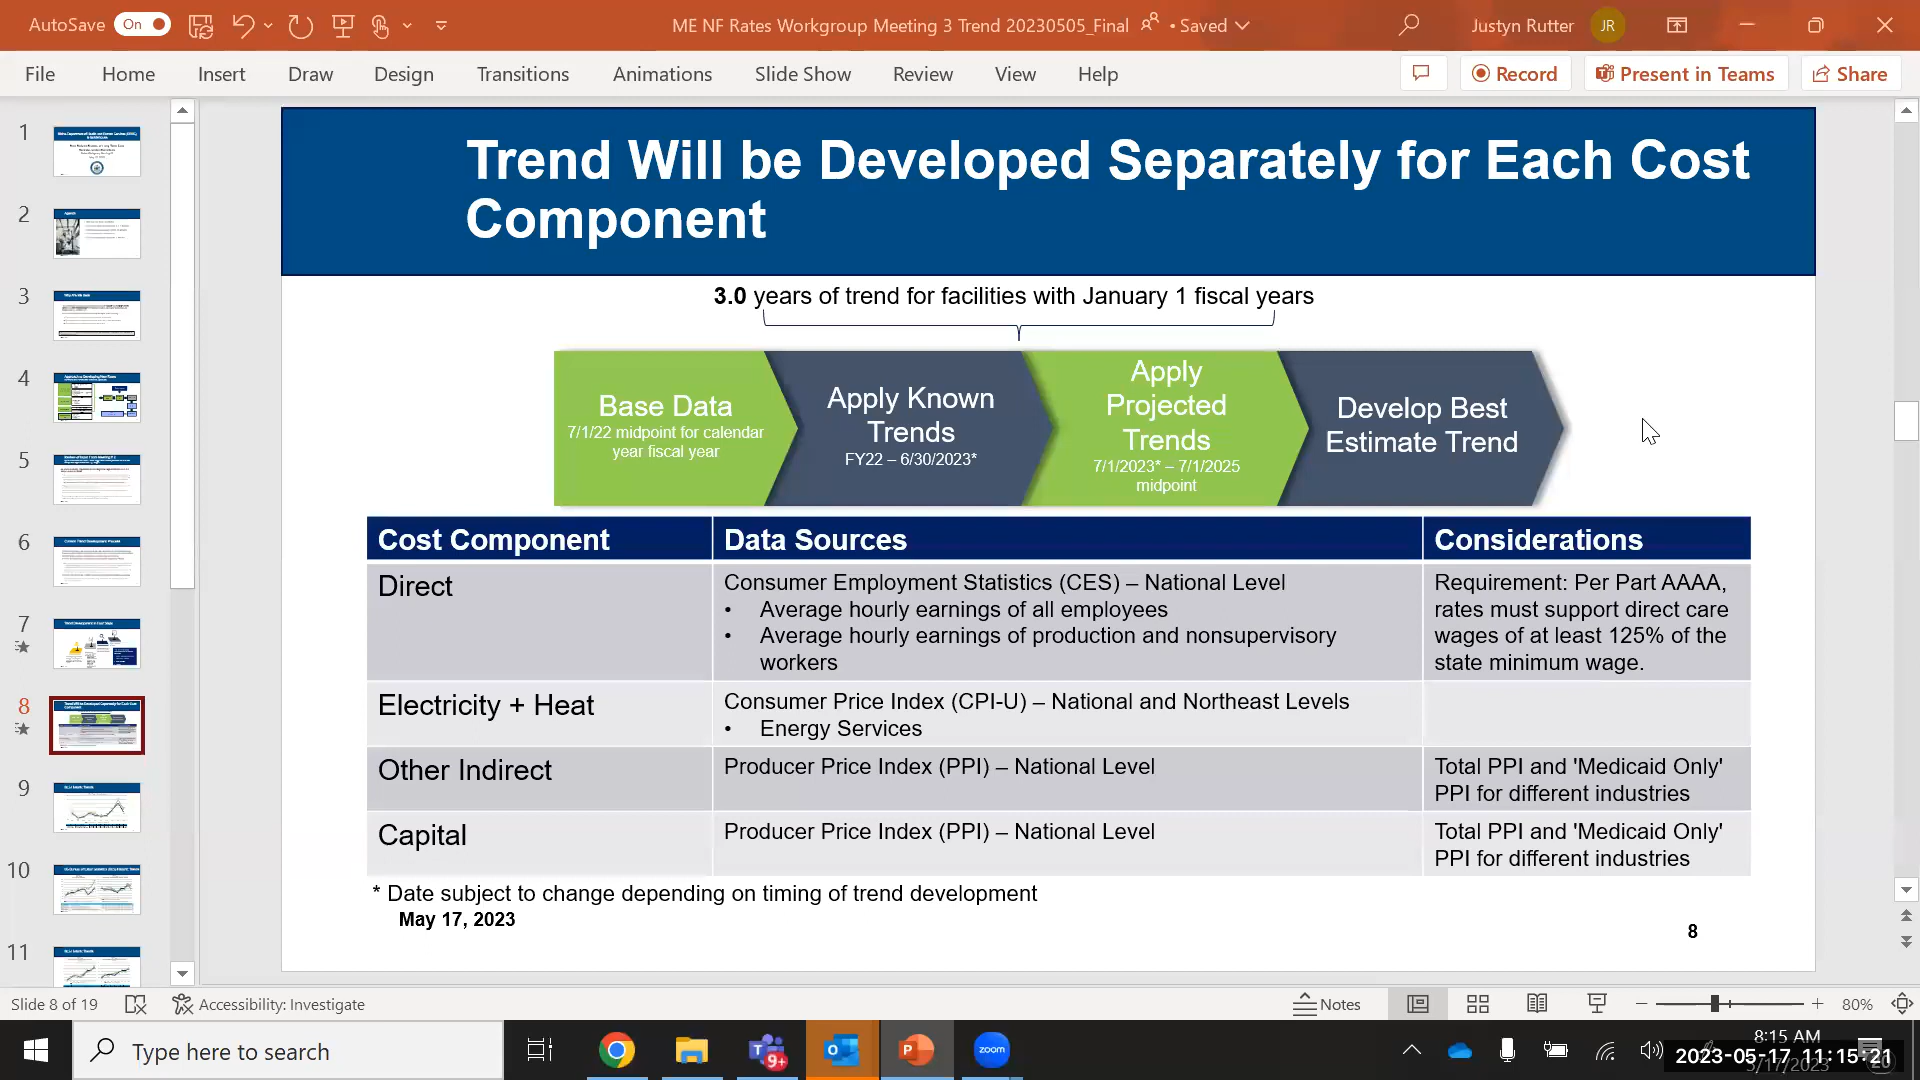 AutoSave On
ME NF Rates Workgroup Meeting 3 Trend 20230505_Final • Saved
Justyn Rutter JR
File Home Insert Draw Design Transitions Animations Slide Show Review View Help
Record Present in Teams Share
1
2
3
4
5
6
7
8
9
10
11
Trend Will be Developed Separately for Each Cost
Component
3.0 years of trend for facilities with January 1 fiscal years
Base Data
7/1/22 midpoint for calendar
year fiscal year
Apply Known
Trends
FY22 – 6/30/2023*
Apply
Projected
Trends
7/1/2023* – 7/1/2025
midpoint
Develop Best
Estimate Trend
Cost Component
Data Sources
Considerations
Direct
Consumer Employment Statistics (CES) – National Level
• Average hourly earnings of all employees
• Average hourly earnings of production and nonsupervisory
workers
Requirement: Per Part AAAA,
rates must support direct care
wages of at least 125% of the
state minimum wage.
Electricity + Heat
Consumer Price Index (CPI-U) – National and Northeast Levels
• Energy Services
Other Indirect
Producer Price Index (PPI) – National Level
Total PPI and 'Medicaid Only'
PPI for different industries
Capital
Producer Price Index (PPI) – National Level
Total PPI and 'Medicaid Only'
PPI for different industries
* Date subject to change depending on timing of trend development
May 17, 2023
8
Slide 8 of 19
Accessibility: Investigate
Notes
80%
Type here to search
9+
zoom
8:15 AM
2023-05-17 11:15:21
5/17/2023